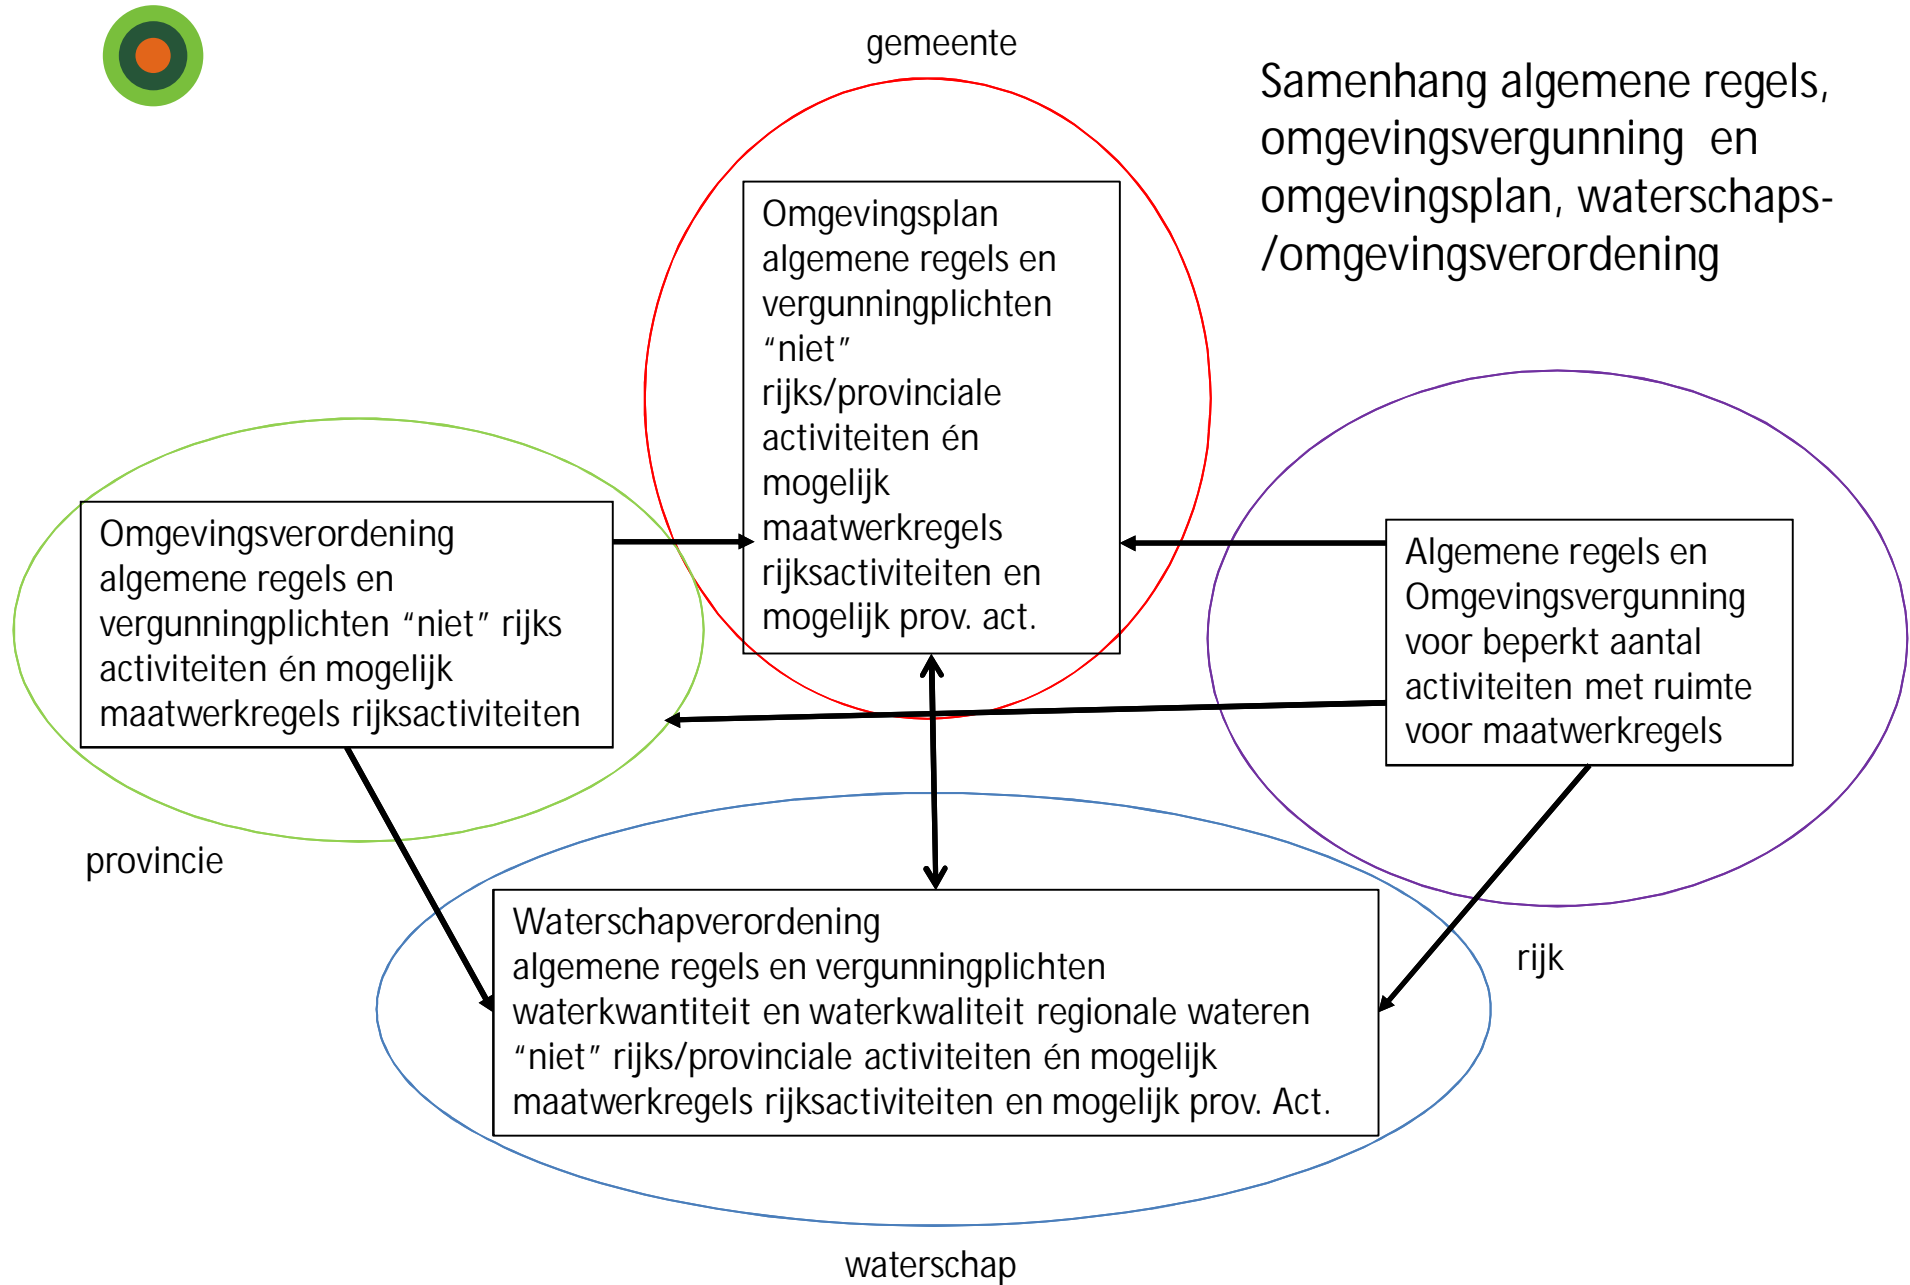 gemeente
Samenhang algemene regels,
omgevingsvergunning en
omgevingsplan, waterschaps-
/omgevingsverordening
Omgevingsplan
algemene regels en
vergunningplichten
“niet”
rijks/provinciale
activiteiten én
mogelijk
maatwerkregels
rijksactiviteiten en
mogelijk prov. act.
Omgevingsverordening
algemene regels en
vergunningplichten “niet” rijks
activiteiten én mogelijk
maatwerkregels rijksactiviteiten
Algemene regels en
Omgevingsvergunning
voor beperkt aantal
activiteiten met ruimte
voor maatwerkregels
provincie
Waterschapverordening
algemene regels en vergunningplichten
waterkwantiteit en waterkwaliteit regionale wateren
“niet” rijks/provinciale activiteiten én mogelijk
maatwerkregels rijksactiviteiten en mogelijk prov. Act.
rijk
waterschap